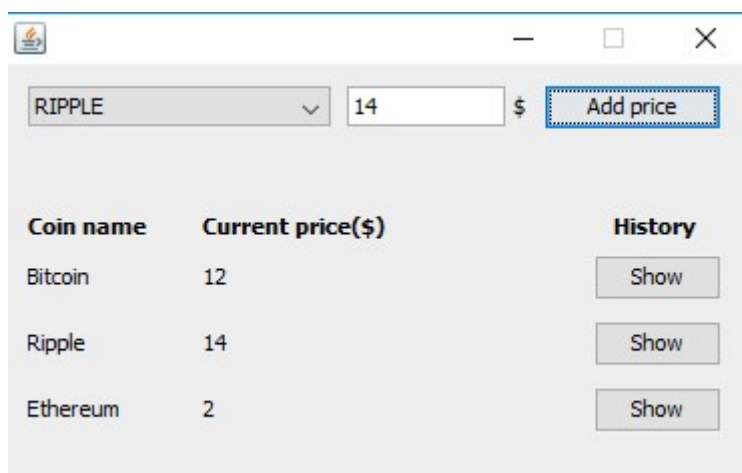 RIPPLE 14 $ Add price
Coin name Current price($) History
Bitcoin 12 Show
Ripple 14 Show
Ethereum 2 Show